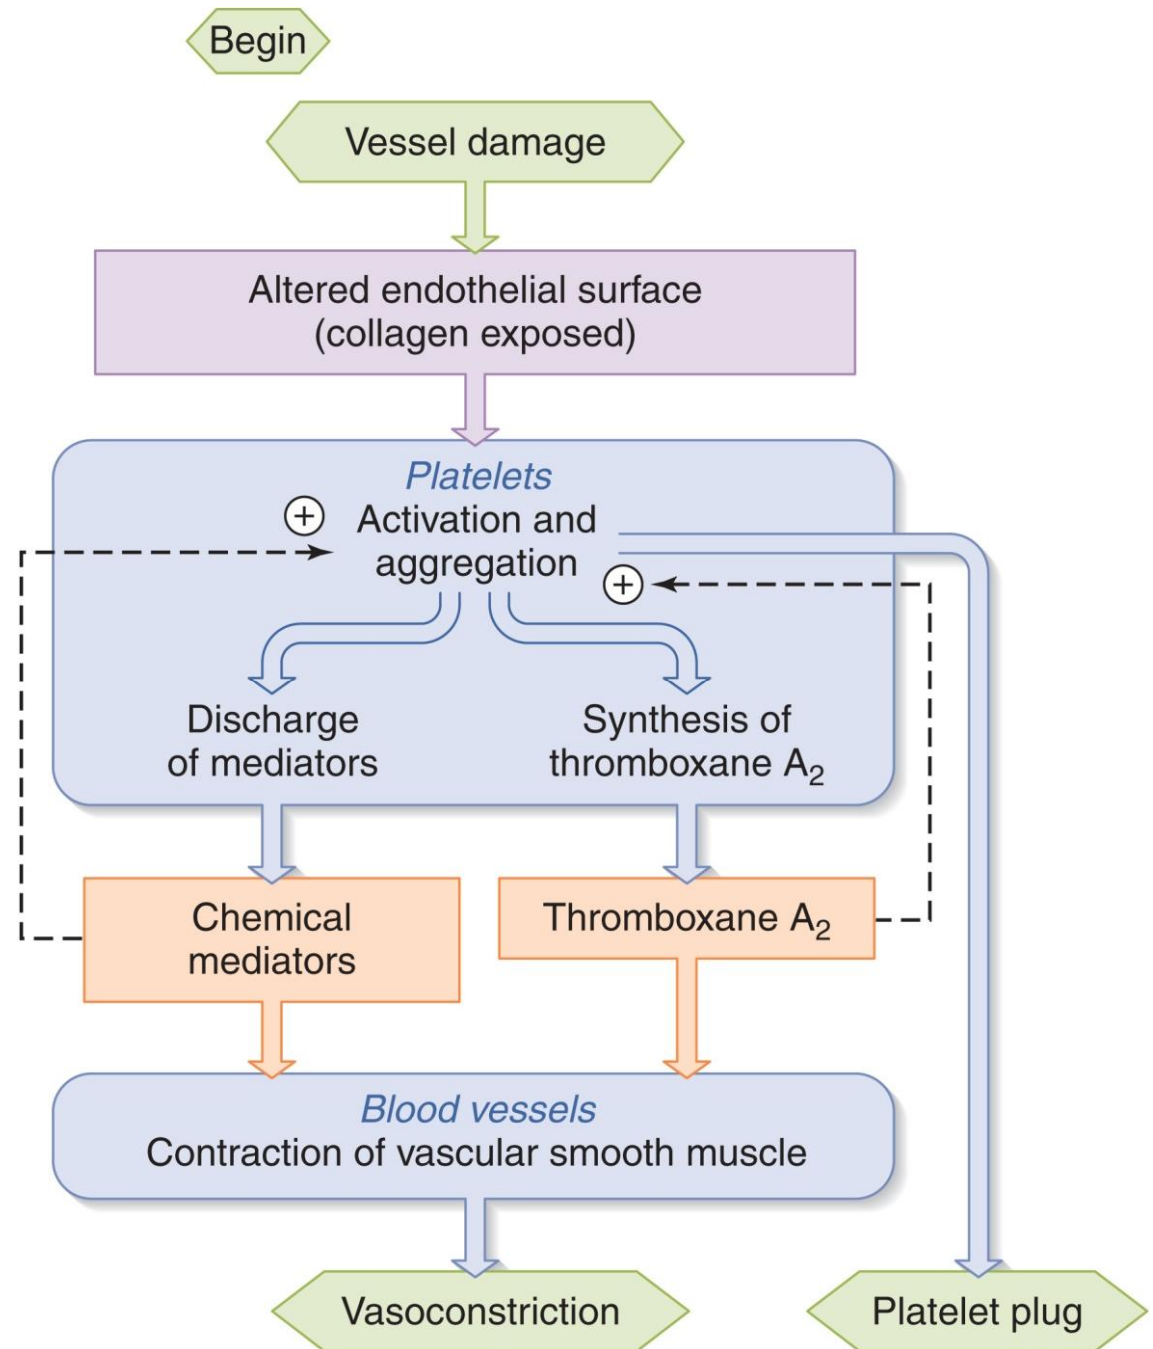 Begin
Vessel damage
Altered endothelial surface
(collagen exposed)
Platelets
+
Activation and
aggregation
+
Discharge
of mediators
Synthesis of
thromboxane A₂
Chemical
mediators
Thromboxane A₂
Blood vessels
Contraction of vascular smooth muscle
Vasoconstriction
Platelet plug